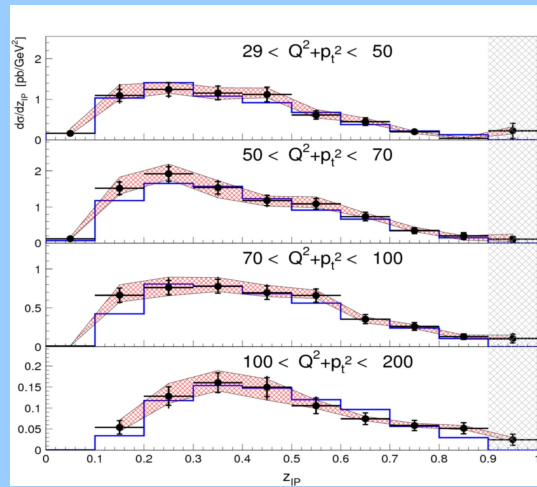 dσ/dz_IP [pb/GeV²]
29 < Q²+p_t² < 50
2
1
0
50 < Q²+p_t² < 70
2
1
0
70 < Q²+p_t² < 100
1
0.5
0
100 < Q²+p_t² < 200
0.2
0.15
0.1
0.05
0
0 0.1 0.2 0.3 0.4 0.5 0.6 0.7 0.8 0.9 1
z_IP